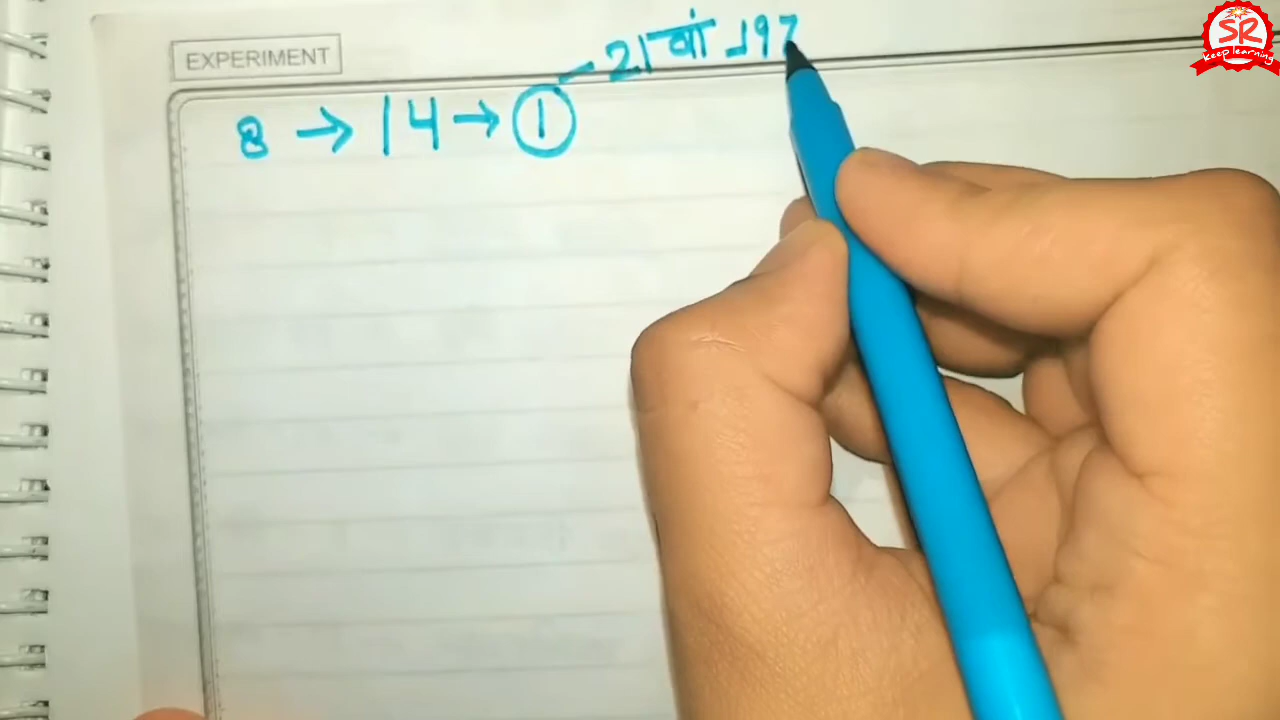 EXPERIMENT
21 वां 197
8 → 14 → 1
SR
keep learning